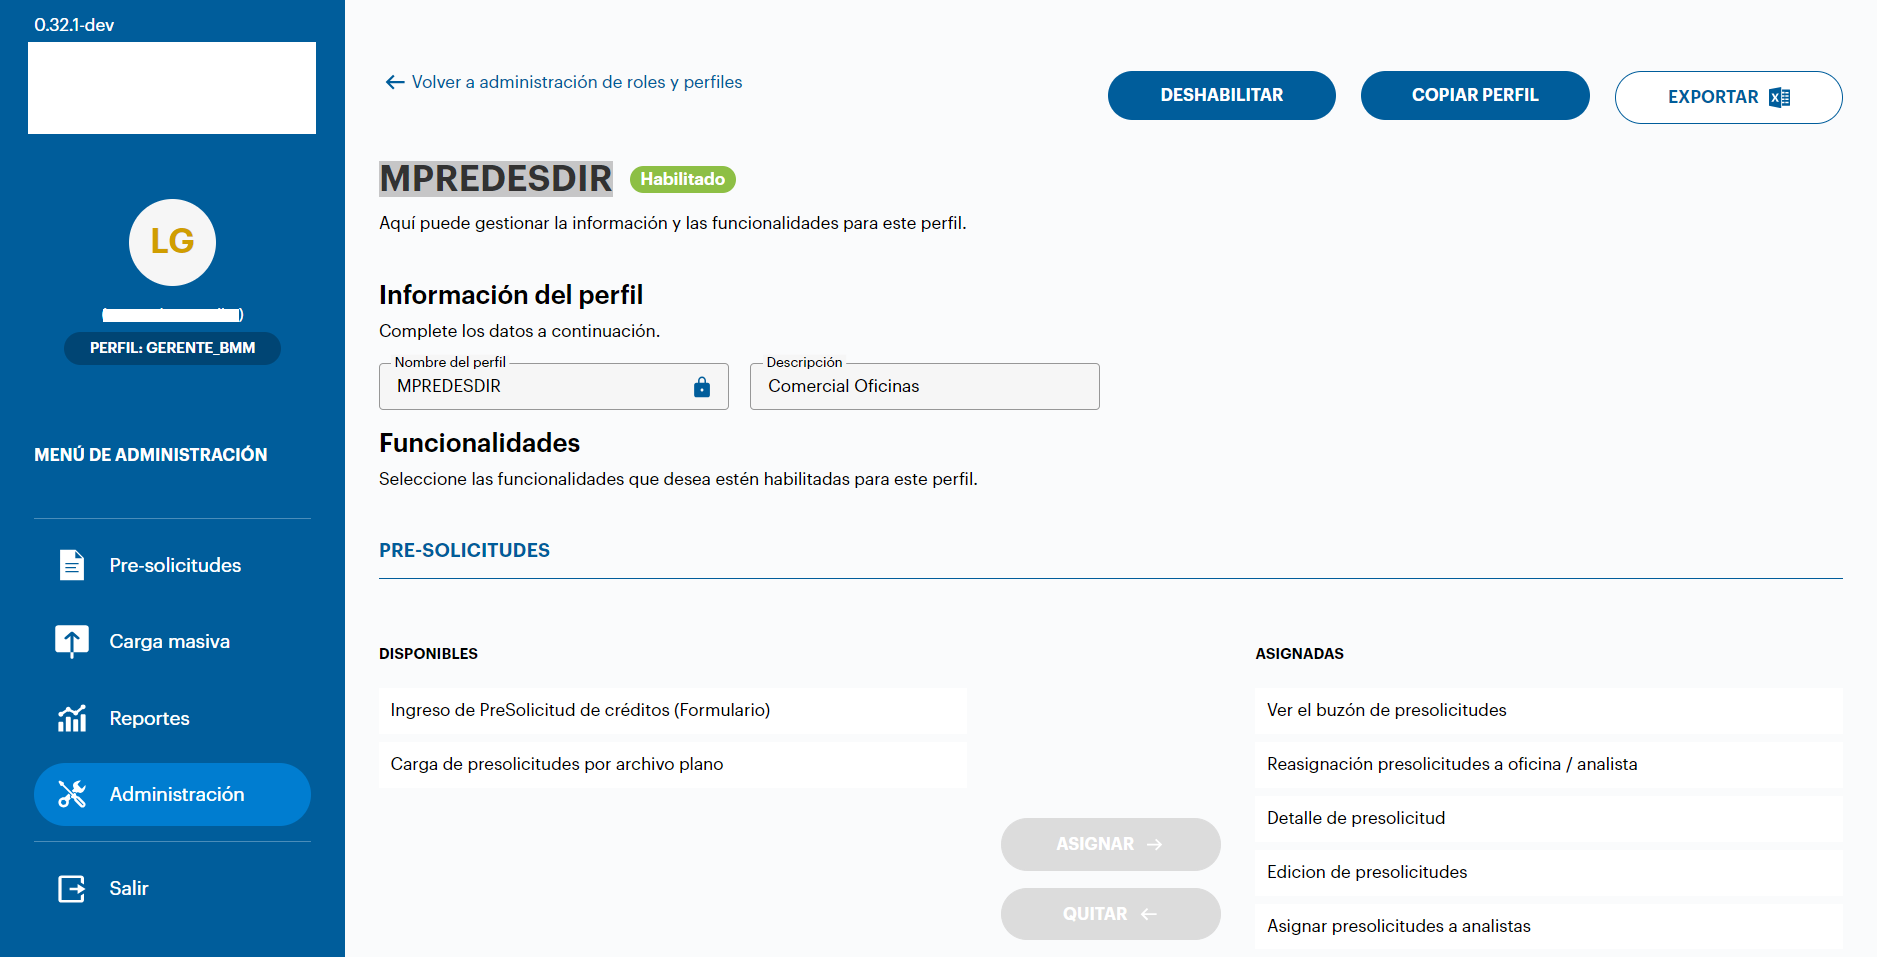 0.32.1-dev
LG
PERFIL: GERENTE_BMM
MENÚ DE ADMINISTRACIÓN
Pre-solicitudes
Carga masiva
Reportes
Administración
Salir
Volver a administración de roles y perfiles
DESHABILITAR
COPIAR PERFIL
EXPORTAR
MPREDESDIR
Habilitado
Aquí puede gestionar la información y las funcionalidades para este perfil.
Información del perfil
Complete los datos a continuación.
Nombre del perfil
MPREDESDIR
Descripción
Comercial Oficinas
Funcionalidades
Seleccione las funcionalidades que desea estén habilitadas para este perfil.
PRE-SOLICITUDES
DISPONIBLES
Ingreso de PreSolicitud de créditos (Formulario)
Carga de presolicitudes por archivo plano
ASIGNAR
QUITAR
ASIGNADAS
Ver el buzón de presolicitudes
Reasignación presolicitudes a oficina / analista
Detalle de presolicitud
Edicion de presolicitudes
Asignar presolicitudes a analistas